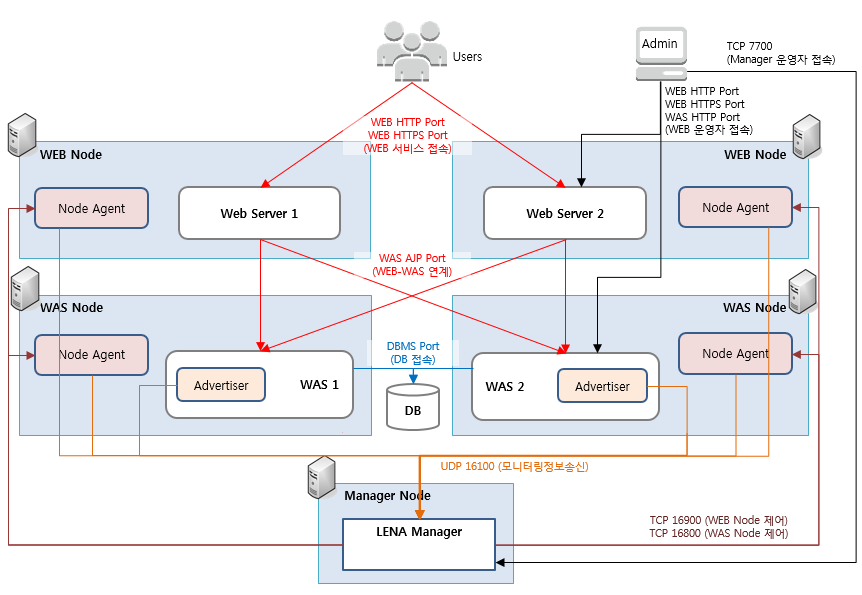 Users
Admin
TCP 7700
(Manager 운영자 접속)
WEB HTTP Port
WEB HTTPS Port
WAS HTTP Port
(WEB 운영자 접속)
WEB HTTP Port
WEB HTTPS Port
(WEB 서비스 접속)
WEB Node
WEB Node
Node Agent
Web Server 1
Web Server 2
Node Agent
WAS AJP Port
(WEB-WAS 연계)
WAS Node
WAS Node
Node Agent
Advertiser
WAS 1
DBMS Port
(DB 접속)
DB
WAS 2
Advertiser
Node Agent
UDP 16100 (모니터링정보송신)
Manager Node
LENA Manager
TCP 16900 (WEB Node 제어)
TCP 16800 (WAS Node 제어)